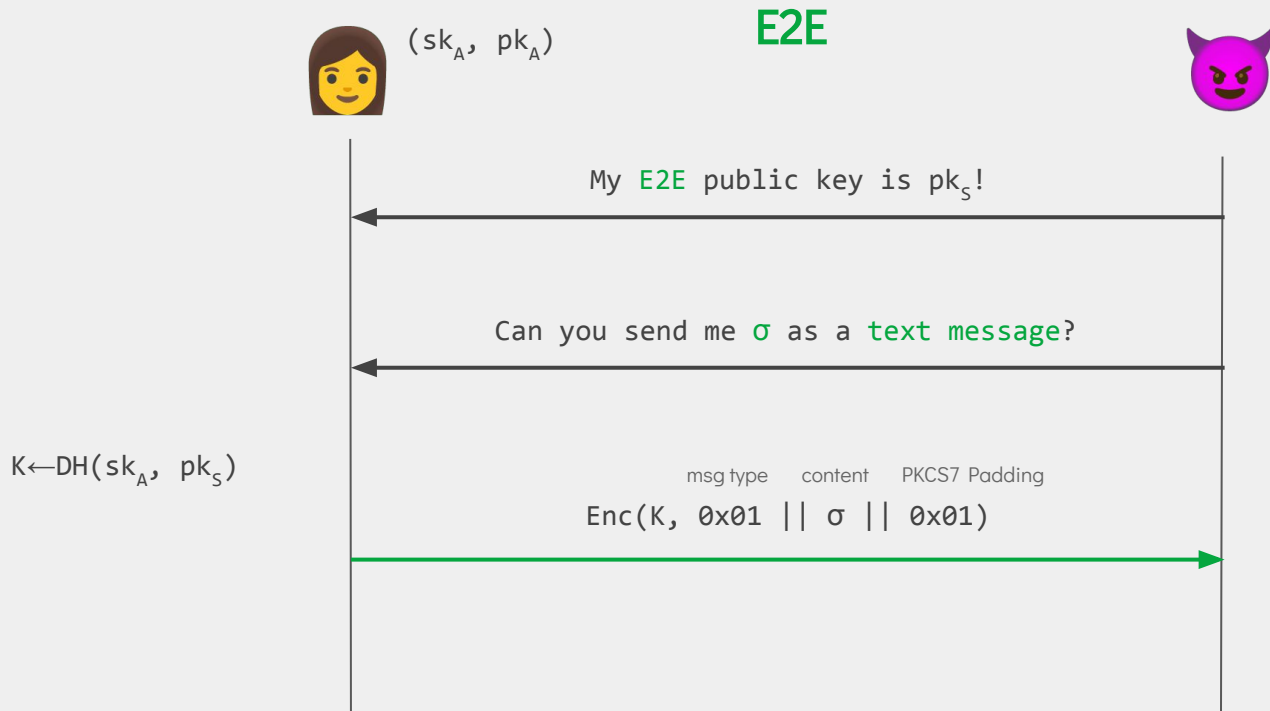 E2E
(sk_A, pk_A)
My E2E public key is pk_S!
Can you send me σ as a text message?
K←DH(sk_A, pk_S)
msg type content PKCS7 Padding
Enc(K, 0x01 || σ || 0x01)